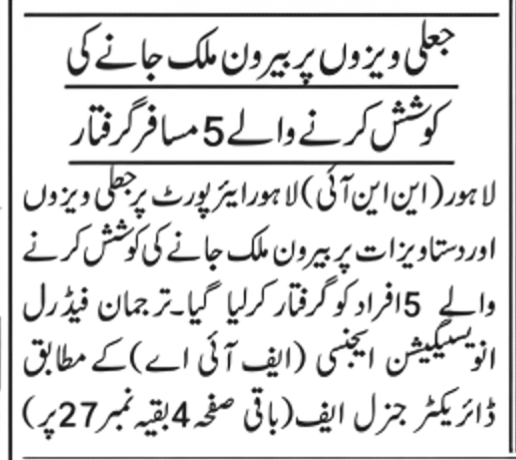 جعلی ویزوں پر بیرون ملک جانے کی
کوشش کرنے والے 5 مسافر گرفتار
لاہور (این این آئی) لاہور ایئر پورٹ پر جعلی ویزوں
اور دستاویزات پر بیرون ملک جانے کی کوشش کرنے
والے 5 افراد کو گرفتار کرلیا گیا۔ ترجمان فیڈرل
انویسٹیگیشن ایجنسی (ایف آئی اے) کے مطابق
ڈائریکٹر جنرل ایف (باقی صفحہ 4 بقیہ نمبر 27 پر)